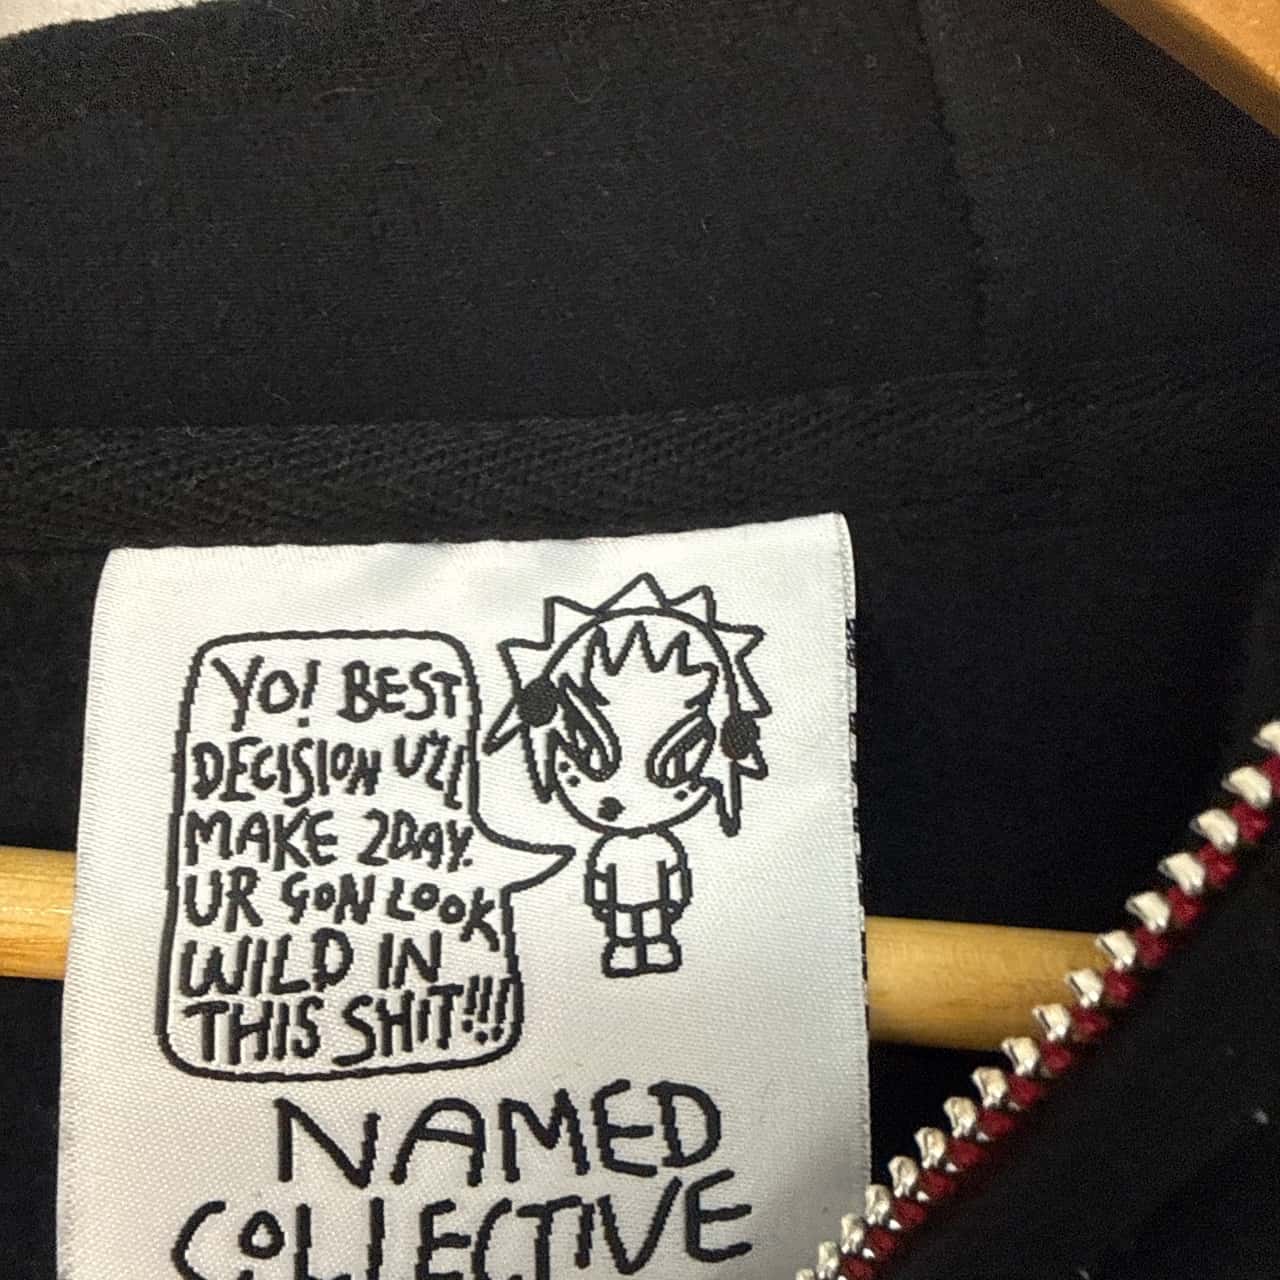 YO! BEST
DECISION U'LL
MAKE 2DAY.
UR GON LOOK
WILD IN
THIS SHIT!!!
NAMED
COLLECTIVE